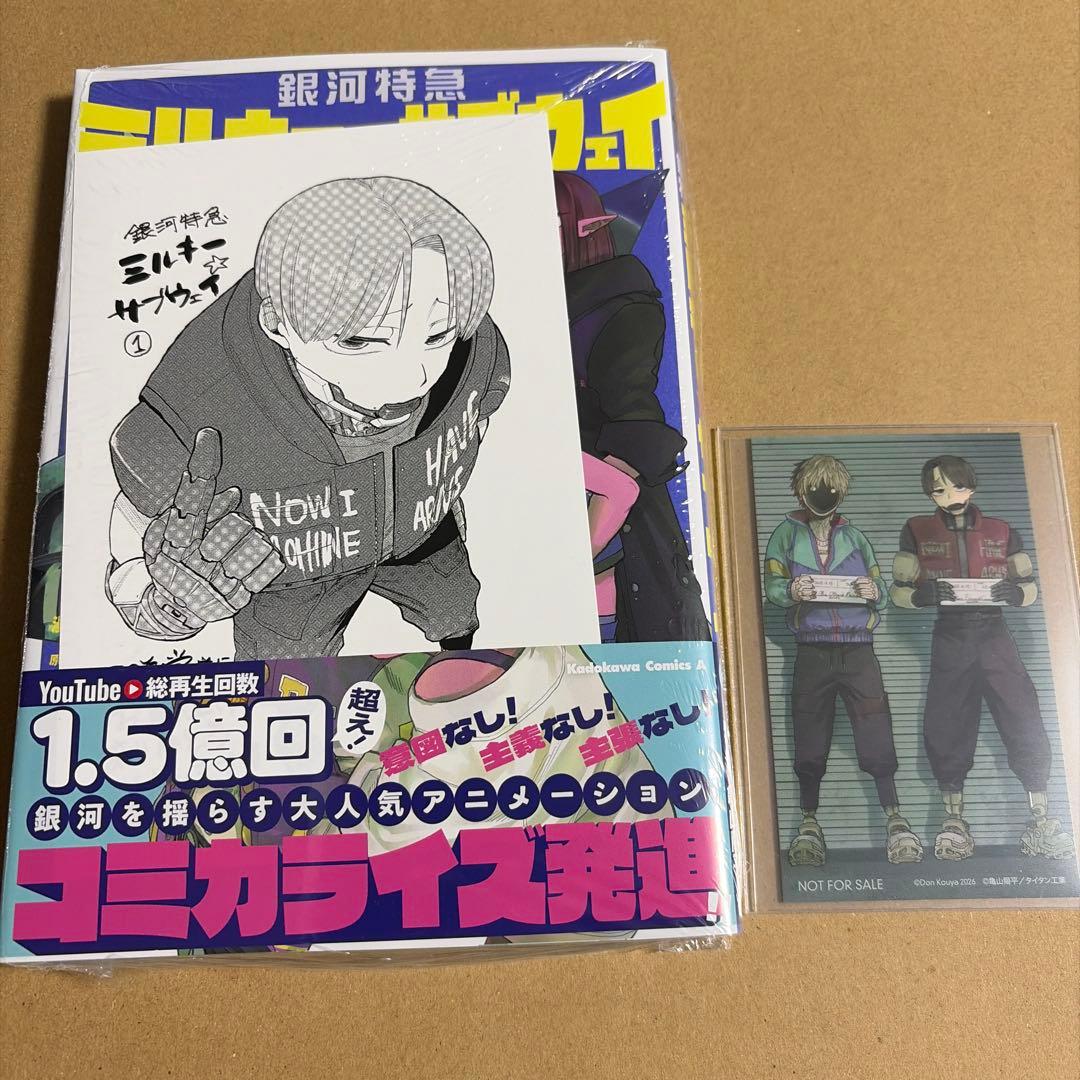 銀河特急
銀河特急
ミルキー☆
サブウェイ
①
NOW I
HAVE
Kadokawa Comics A
YouTube 総再生回数
1.5億回
超え!
意図なし!
主義なし!
主張なし
銀河を揺らす大人気アニメーション
コミカライズ発進
NOW I
NOT FOR SALE
©Dan Kouya 2026 ©亀山陽平/タイタン工業